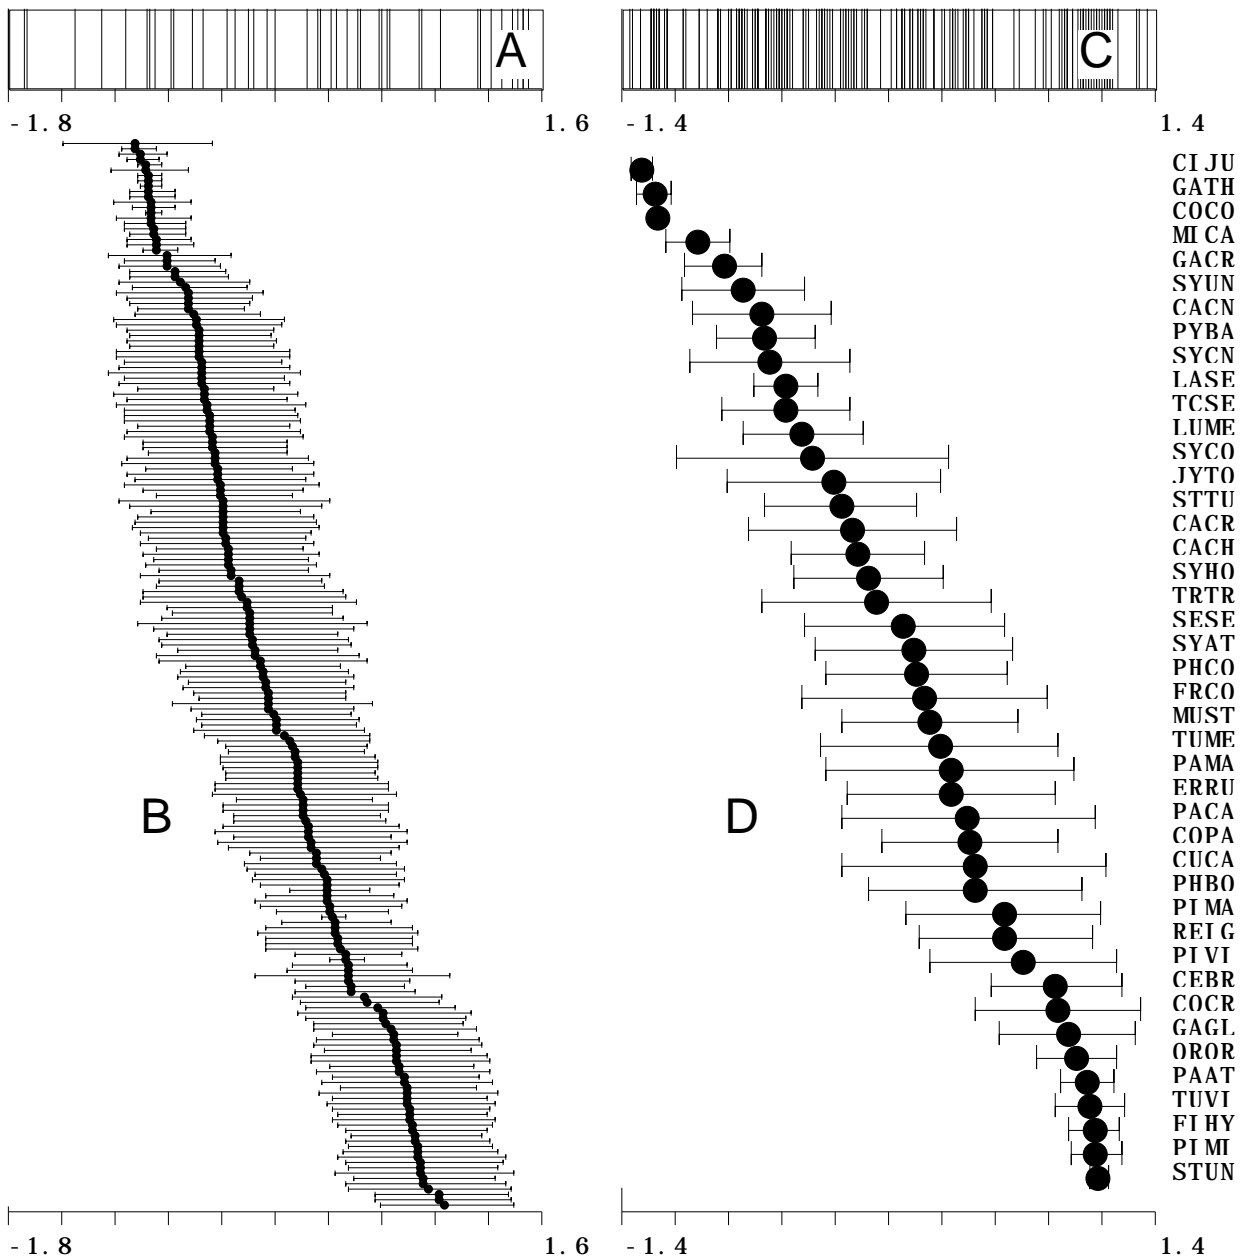 A
C
-1.8 1.6 -1.4 1.4
CIJU
GATH
COCO
MICA
GACR
SYUN
CACN
PYBA
SYCN
LASE
TCSE
LUME
SYCO
JYTO
STTU
CACR
CACH
SYHO
TRTR
SESE
SYAT
PHCO
FRCO
MUST
TUME
PAMA
ERRU
B
D
PACA
COPA
CUCA
PHBO
PIMA
REIG
PIVI
CEBR
COCR
GAGL
OROR
PAAT
TUVI
FIHY
PIMI
STUN
-1.8 1.6 -1.4 1.4